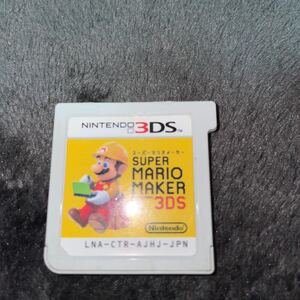 NINTENDO 3DS™
スーパーマリオメーカー
SUPER
MARIO
MAKER
3DS
Nintendo
LNA-CTR-AJHJ-JPN